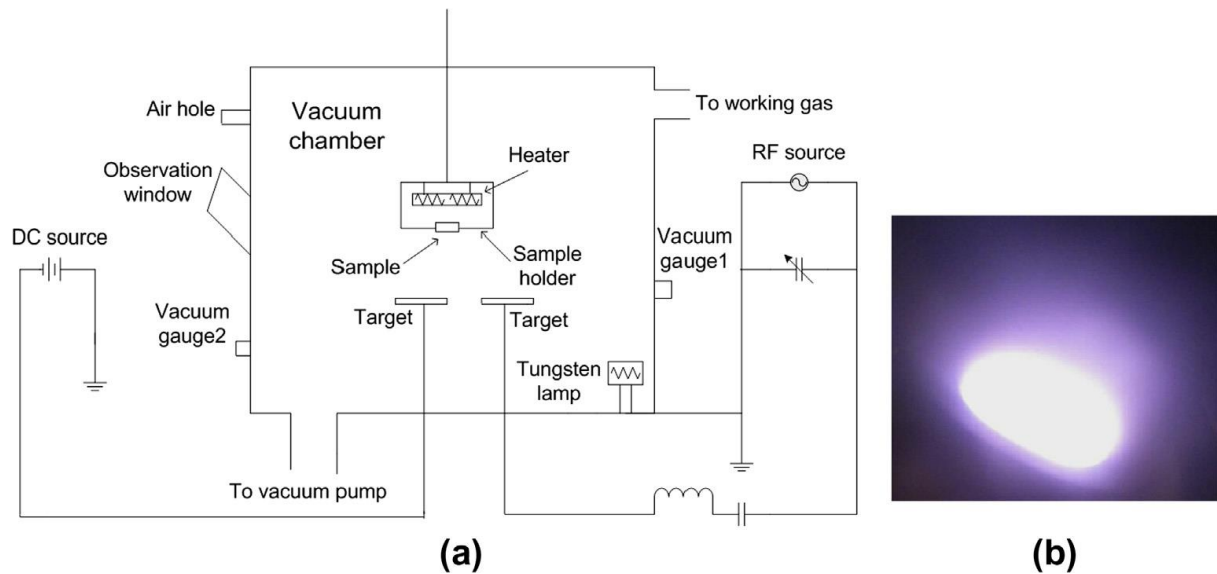 Air hole
Vacuum
chamber
To working gas
Observation
window
Heater
RF source
DC source
Sample
Sample
holder
Vacuum
gauge1
Vacuum
gauge2
Target
Target
Tungsten
lamp
To vacuum pump
(a)
(b)